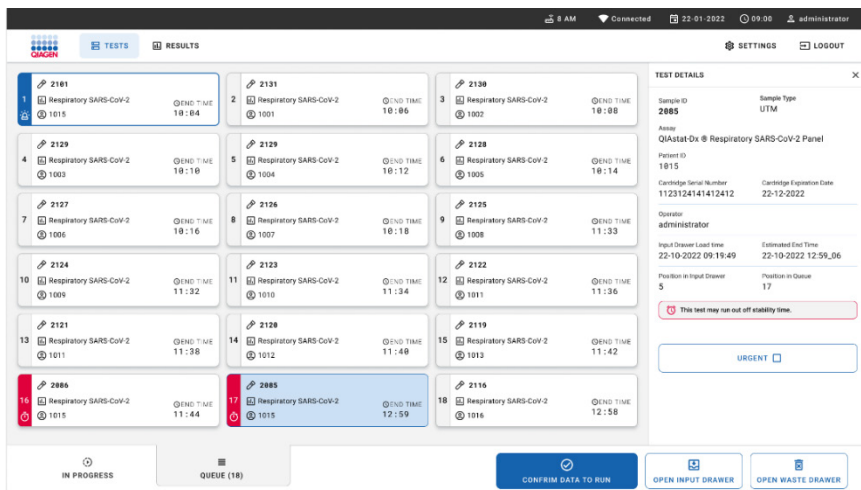 8 AM Connected 22-01-2022 09:00 administrator
QIAGEN TESTS RESULTS SETTINGS LOGOUT
1 2101
Respiratory SARS-CoV-2 END TIME
1015 10:04
2 2131
Respiratory SARS-CoV-2 END TIME
1001 10:06
3 2130
Respiratory SARS-CoV-2 END TIME
1002 10:08
4 2129
Respiratory SARS-CoV-2 END TIME
1003 10:10
5 2129
Respiratory SARS-CoV-2 END TIME
1004 10:12
6 2128
Respiratory SARS-CoV-2 END TIME
1005 10:14
7 2127
Respiratory SARS-CoV-2 END TIME
1006 10:16
8 2126
Respiratory SARS-CoV-2 END TIME
1007 10:18
9 2125
Respiratory SARS-CoV-2 END TIME
1008 11:33
10 2124
Respiratory SARS-CoV-2 END TIME
1009 11:32
11 2123
Respiratory SARS-CoV-2 END TIME
1010 11:34
12 2122
Respiratory SARS-CoV-2 END TIME
1011 11:36
13 2121
Respiratory SARS-CoV-2 END TIME
1011 11:38
14 2120
Respiratory SARS-CoV-2 END TIME
1012 11:40
15 2119
Respiratory SARS-CoV-2 END TIME
1013 11:42
16 2086
Respiratory SARS-CoV-2 END TIME
1015 11:44
17 2085
Respiratory SARS-CoV-2 END TIME
1015 12:59
18 2116
Respiratory SARS-CoV-2 END TIME
1016 12:58
TEST DETAILS
Sample ID Sample Type
2085 UTM
Assay
QIAstat-Dx ® Respiratory SARS-CoV-2 Panel
Patient ID
1015
Cardridge Serial Number Cardridge Expiration Date
1123124141412412 22-12-2022
Operator
administrator
Input Drawer Load time Estimated End Time
22-10-2022 09:19:49 22-10-2022 12:59_06
Position in Input Drawer Position in Queue
5 17
This test may run out off stability time.
URGENT
IN PROGRESS QUEUE (18) CONFRIM DATA TO RUN OPEN INPUT DRAWER OPEN WASTE DRAWER